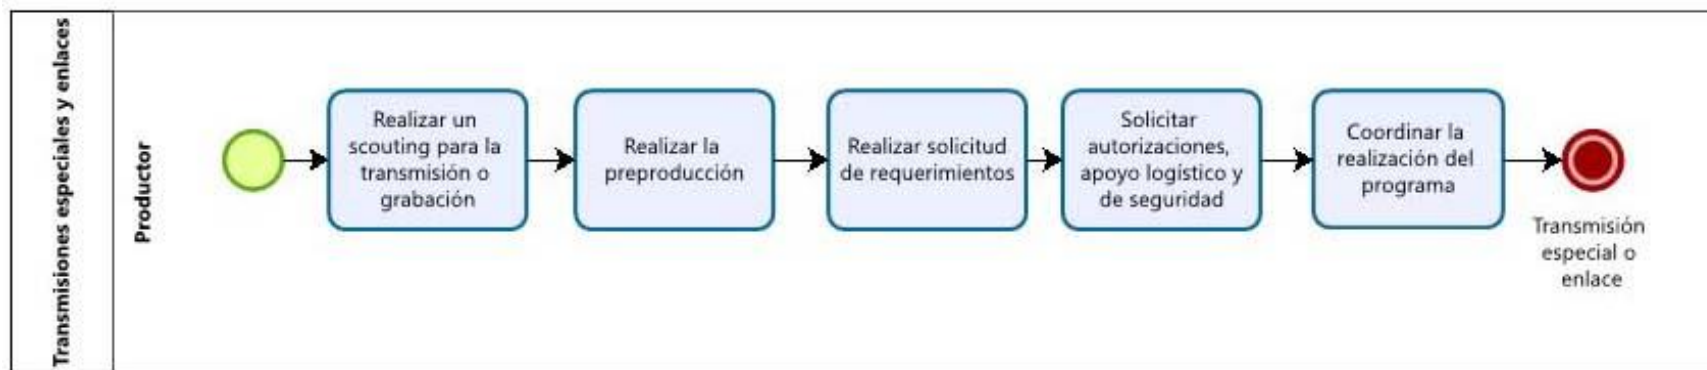 Transmisiones especiales y enlaces
Productor
Realizar un
scouting para la
transmisión o
grabación
Realizar la
preproducción
Realizar solicitud
de requerimientos
Solicitar
autorizaciones,
apoyo logístico y
de seguridad
Coordinar la
realización del
programa
Transmisión
especial o
enlace